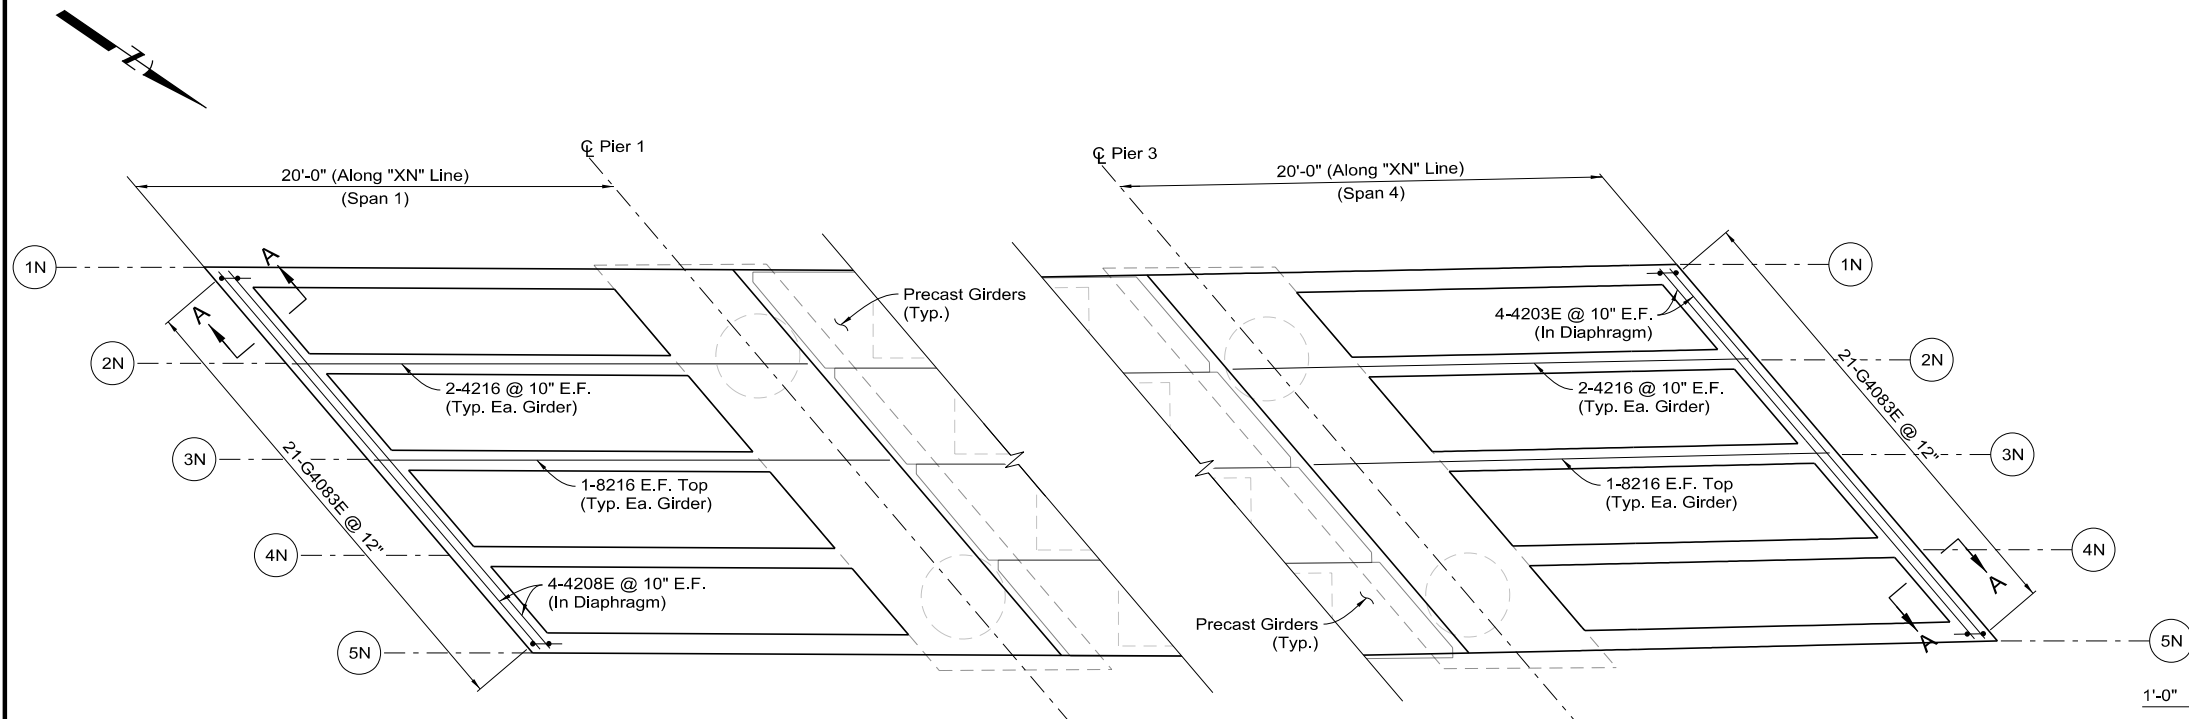 N
℄ Pier 1
℄ Pier 3
20'-0" (Along "XN" Line)
(Span 1)
20'-0" (Along "XN" Line)
(Span 4)
1N
A
A
1N
Precast Girders
(Typ.)
4-4203E @ 10" E.F.
(In Diaphragm)
2N
2-4216 @ 10" E.F.
(Typ. Ea. Girder)
2-4216 @ 10" E.F.
(Typ. Ea. Girder)
2N
21-G4083E @ 12"
3N
21-G4083E @ 12"
1-8216 E.F. Top
(Typ. Ea. Girder)
1-8216 E.F. Top
(Typ. Ea. Girder)
3N
4N
4-4208E @ 10" E.F.
(In Diaphragm)
4N
A
A
5N
Precast Girders
(Typ.)
5N
1'-0"